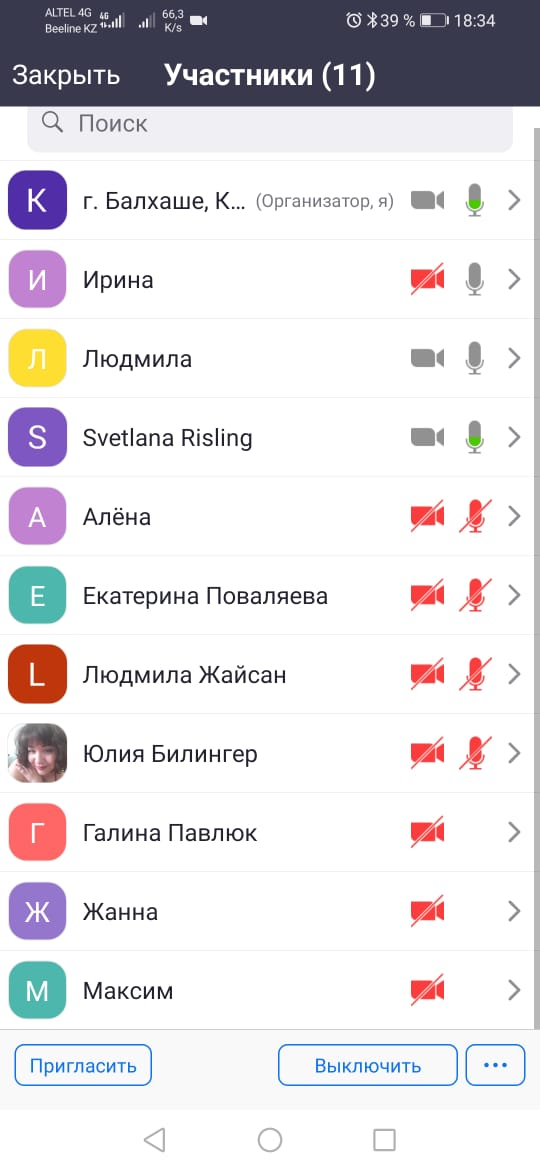 ALTEL 4G 4G 66,3 39 % 18:34
Beeline KZ K/s
Закрыть Участники (11)
Поиск
К г. Балхаше, К... (Организатор, я)
И Ирина
Л Людмила
S Svetlana Risling
А Алёна
Е Екатерина Поваляева
L Людмила Жайсан
Юлия Билингер
Г Галина Павлюк
Ж Жанна
М Максим
Пригласить Выключить ...